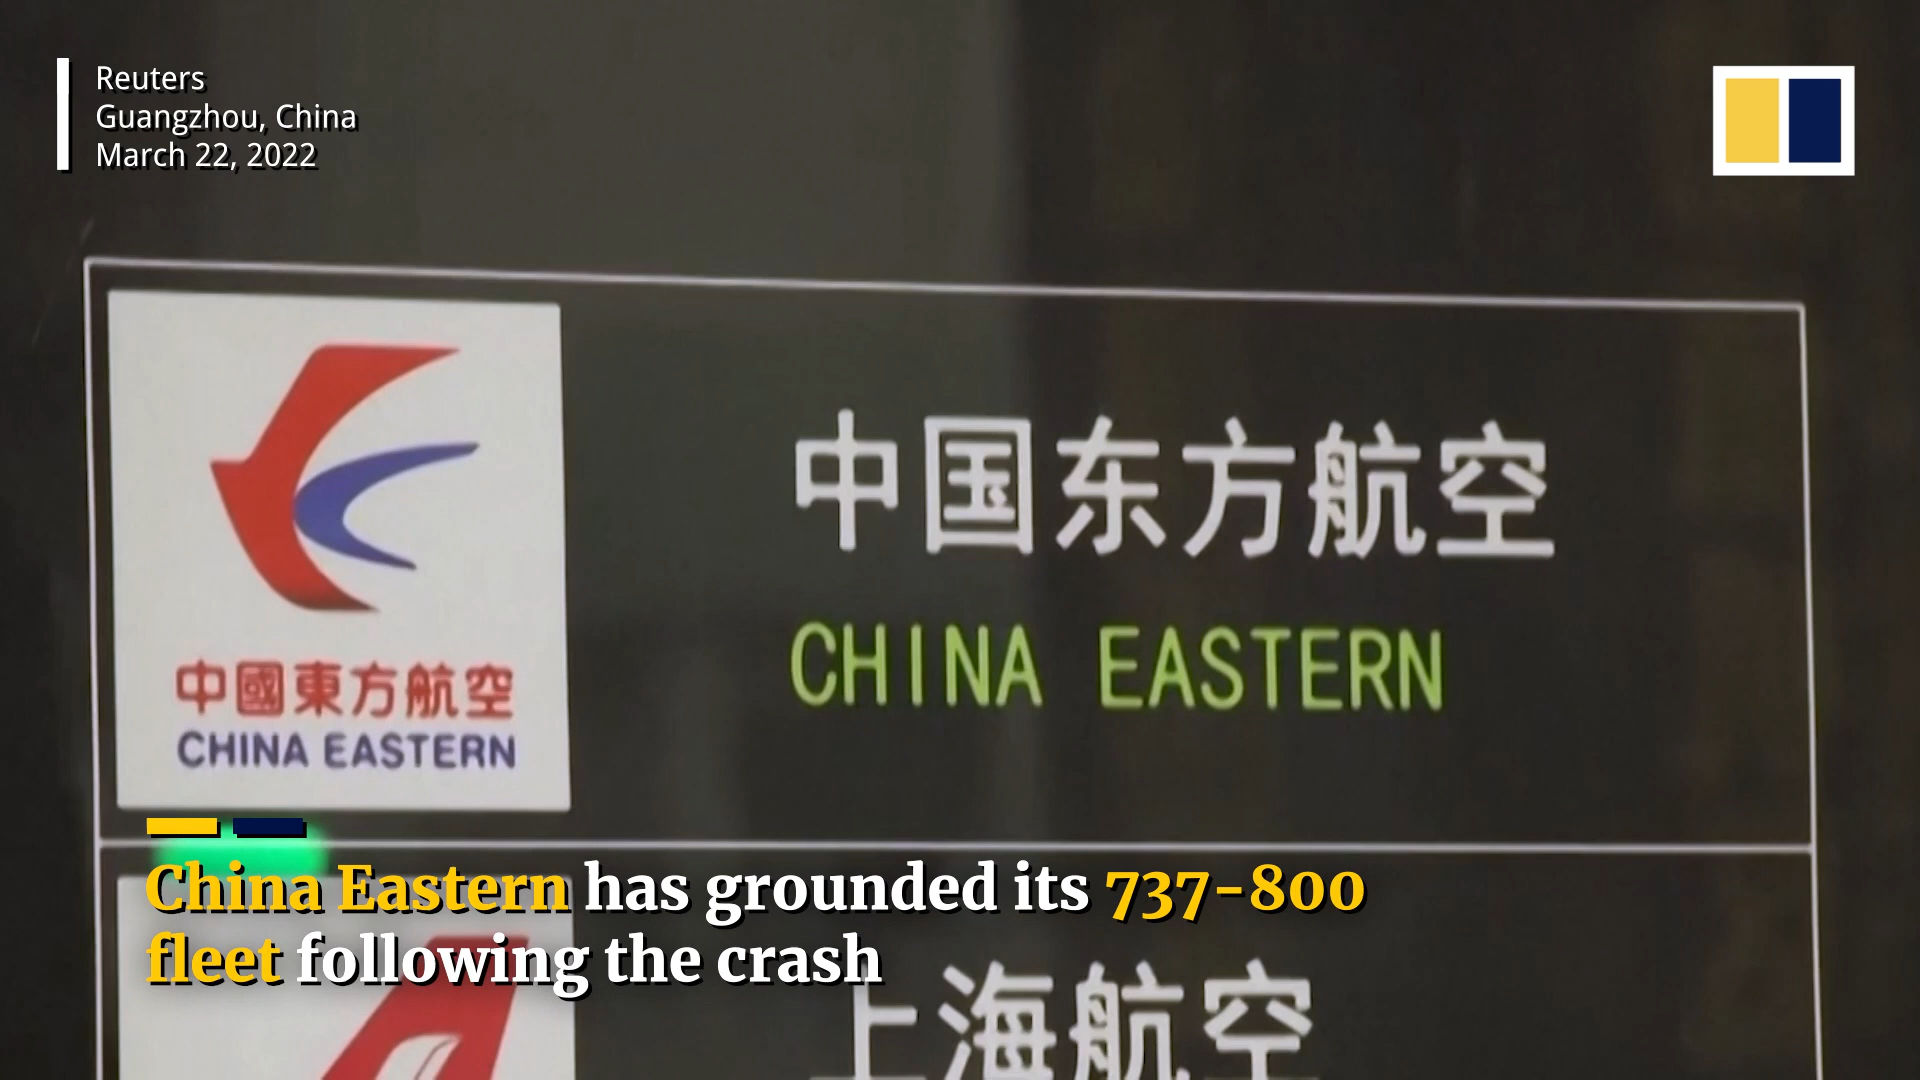 Reuters
Guangzhou, China
March 22, 2022
中国东方航空
CHINA EASTERN
中國東方航空
CHINA EASTERN
China Eastern has grounded its 737-800
fleet following the crash
上海航空